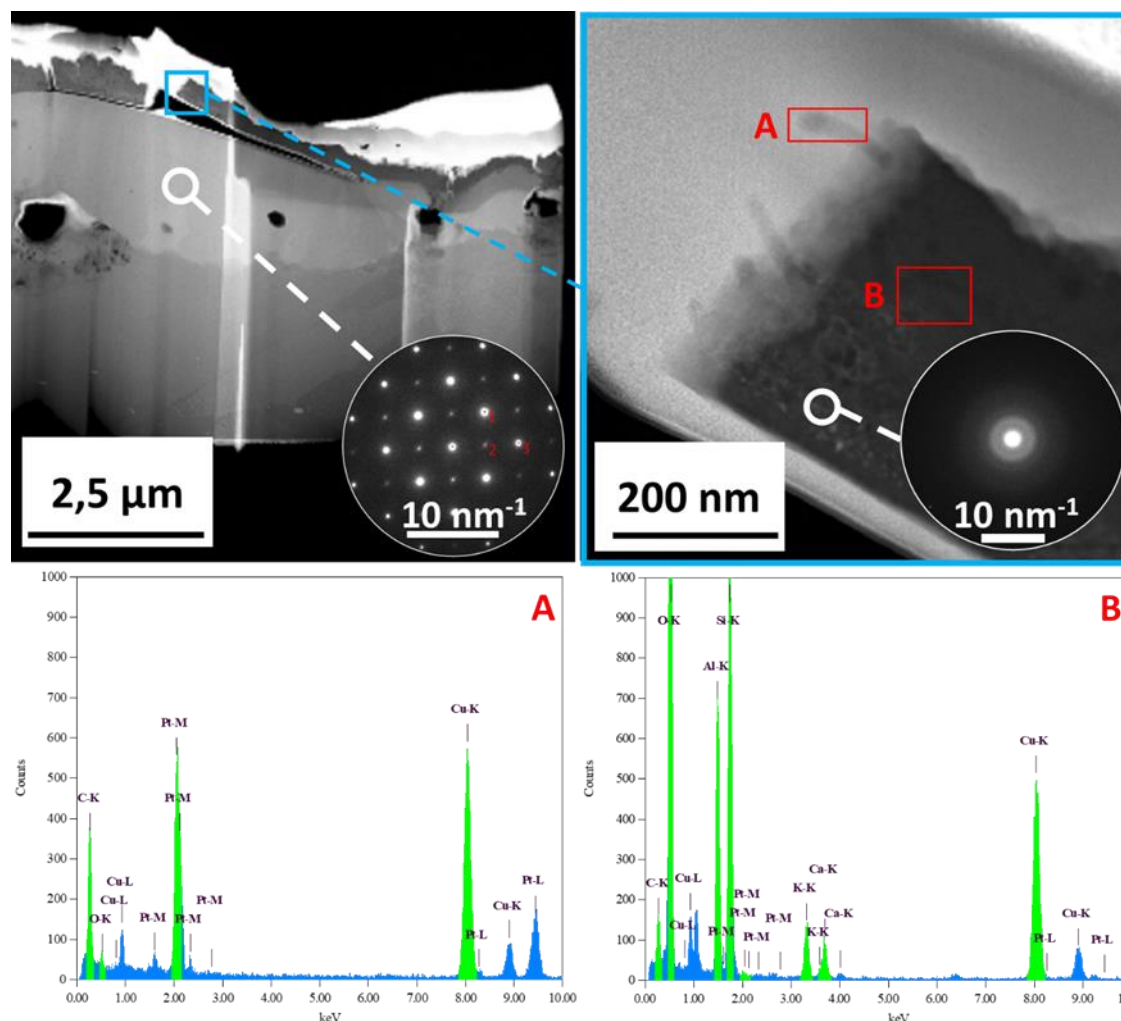 A
B
1
2
3
2,5 µm
10 nm⁻¹
200 nm
10 nm⁻¹
A
1000
900
800
700
600
500
400
300
200
100
0
Counts
C-K
O-K
Cu-L
Cu-L
Pt-M
Pt-M
Pt-M
Pt-M
Pt-M
Cu-K
Pt-L
Cu-K
Pt-L
0.00 1.00 2.00 3.00 4.00 5.00 6.00 7.00 8.00 9.00 10.00
keV
B
1000
900
800
700
600
500
400
300
200
100
0
Counts
O-K
Si-K
Al-K
C-K
Cu-L
Cu-L
Pt-M
Pt-M
Pt-M
Pt-M
Pt-M
K-K
K-K
Ca-K
Ca-K
Cu-K
Pt-L
Cu-K
Pt-L
0.00 1.00 2.00 3.00 4.00 5.00 6.00 7.00 8.00 9.00
keV